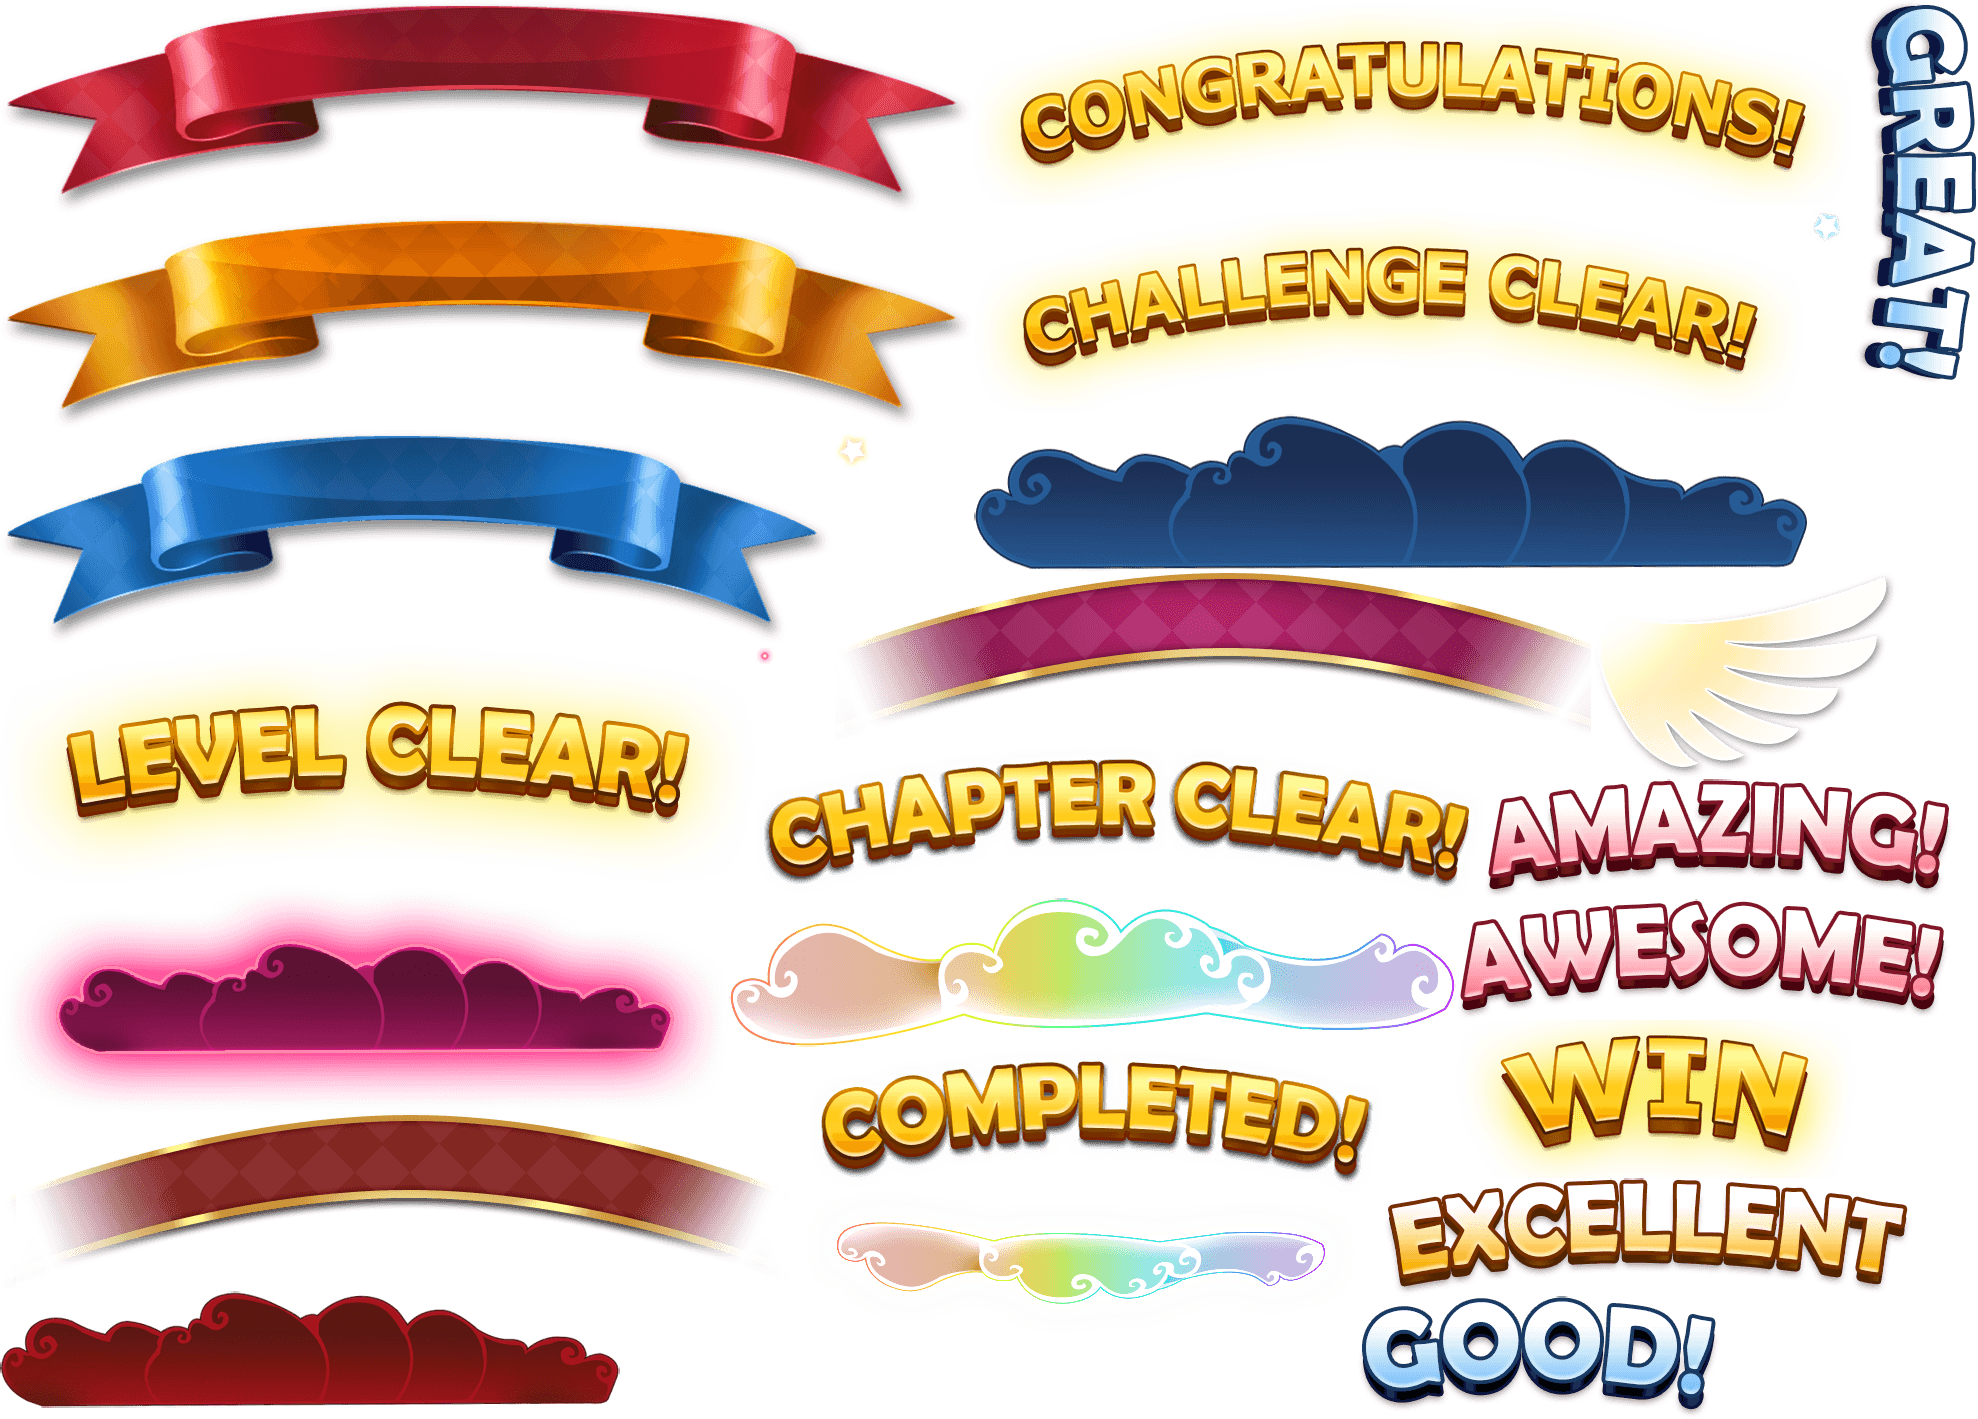 CONGRATULATIONS!
GREAT!
CHALLENGE CLEAR!
LEVEL CLEAR!
CHAPTER CLEAR!
AMAZING!
AWESOME!
COMPLETED!
WIN
EXCELLENT
GOOD!